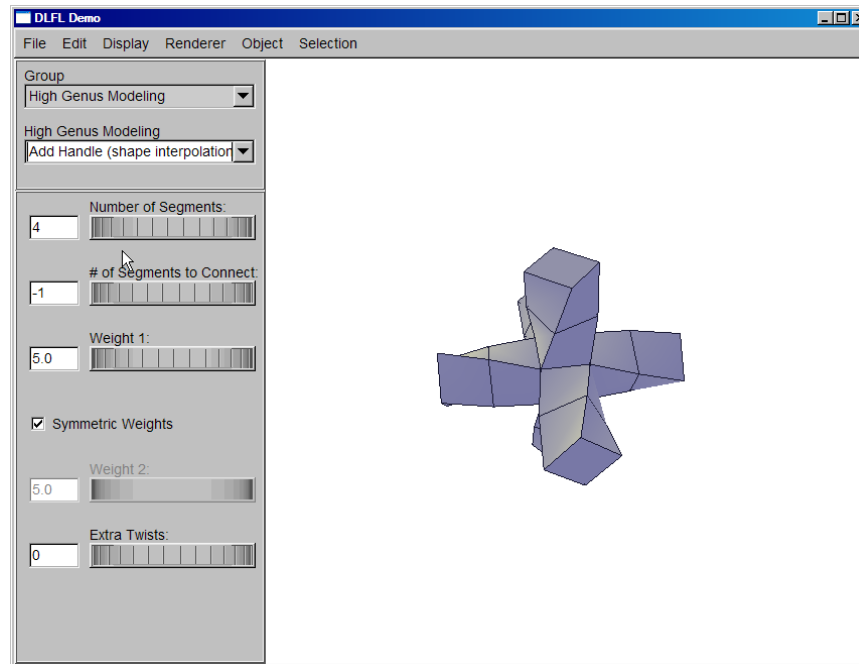 DLFL Demo
File Edit Display Renderer Object Selection
Group
High Genus Modeling
High Genus Modeling
Add Handle (shape interpolation
Number of Segments:
4
# of Segments to Connect:
-1
Weight 1:
5.0
Symmetric Weights
Weight 2:
5.0
Extra Twists:
0